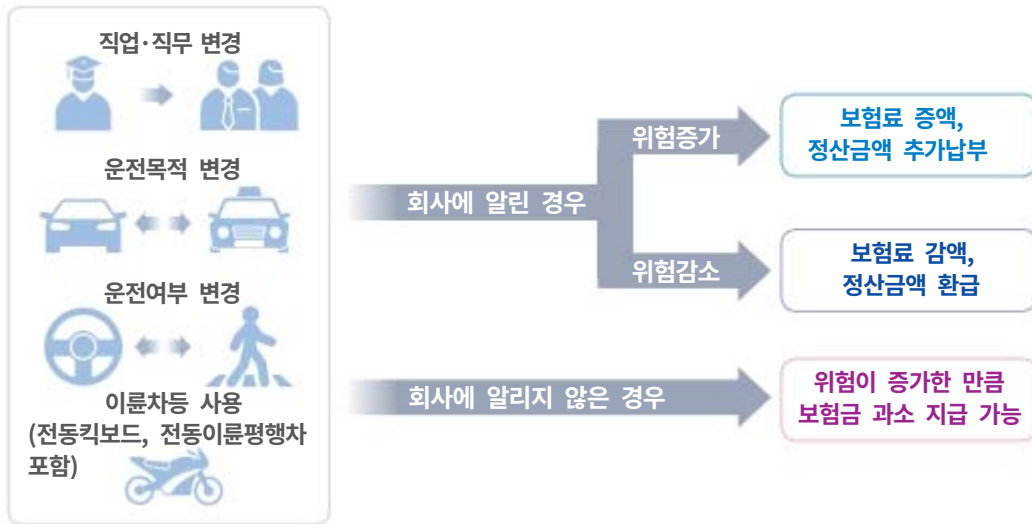 직업·직무 변경
운전목적 변경
운전여부 변경
이륜차등 사용
(전동킥보드, 전동이륜평행차
포함)
회사에 알린 경우
위험증가
보험료 증액,
정산금액 추가납부
위험감소
보험료 감액,
정산금액 환급
회사에 알리지 않은 경우
위험이 증가한 만큼
보험금 과소 지급 가능